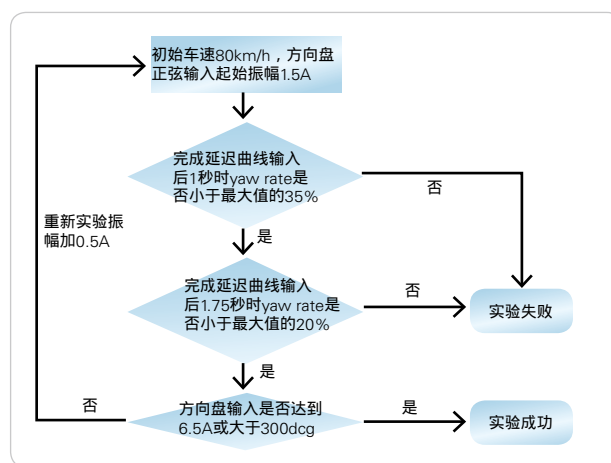 初始车速80km/h，方向盘
正弦输入起始振幅1.5A
完成延迟曲线输入
后1秒时yaw rate是
否小于最大值的35%
否
重新实验振
幅加0.5A
是
完成延迟曲线输入
后1.75秒时yaw rate是
否小于最大值的20%
否
实验失败
是
否
方向盘输入是否达到
6.5A或大于300dcg
是
实验成功